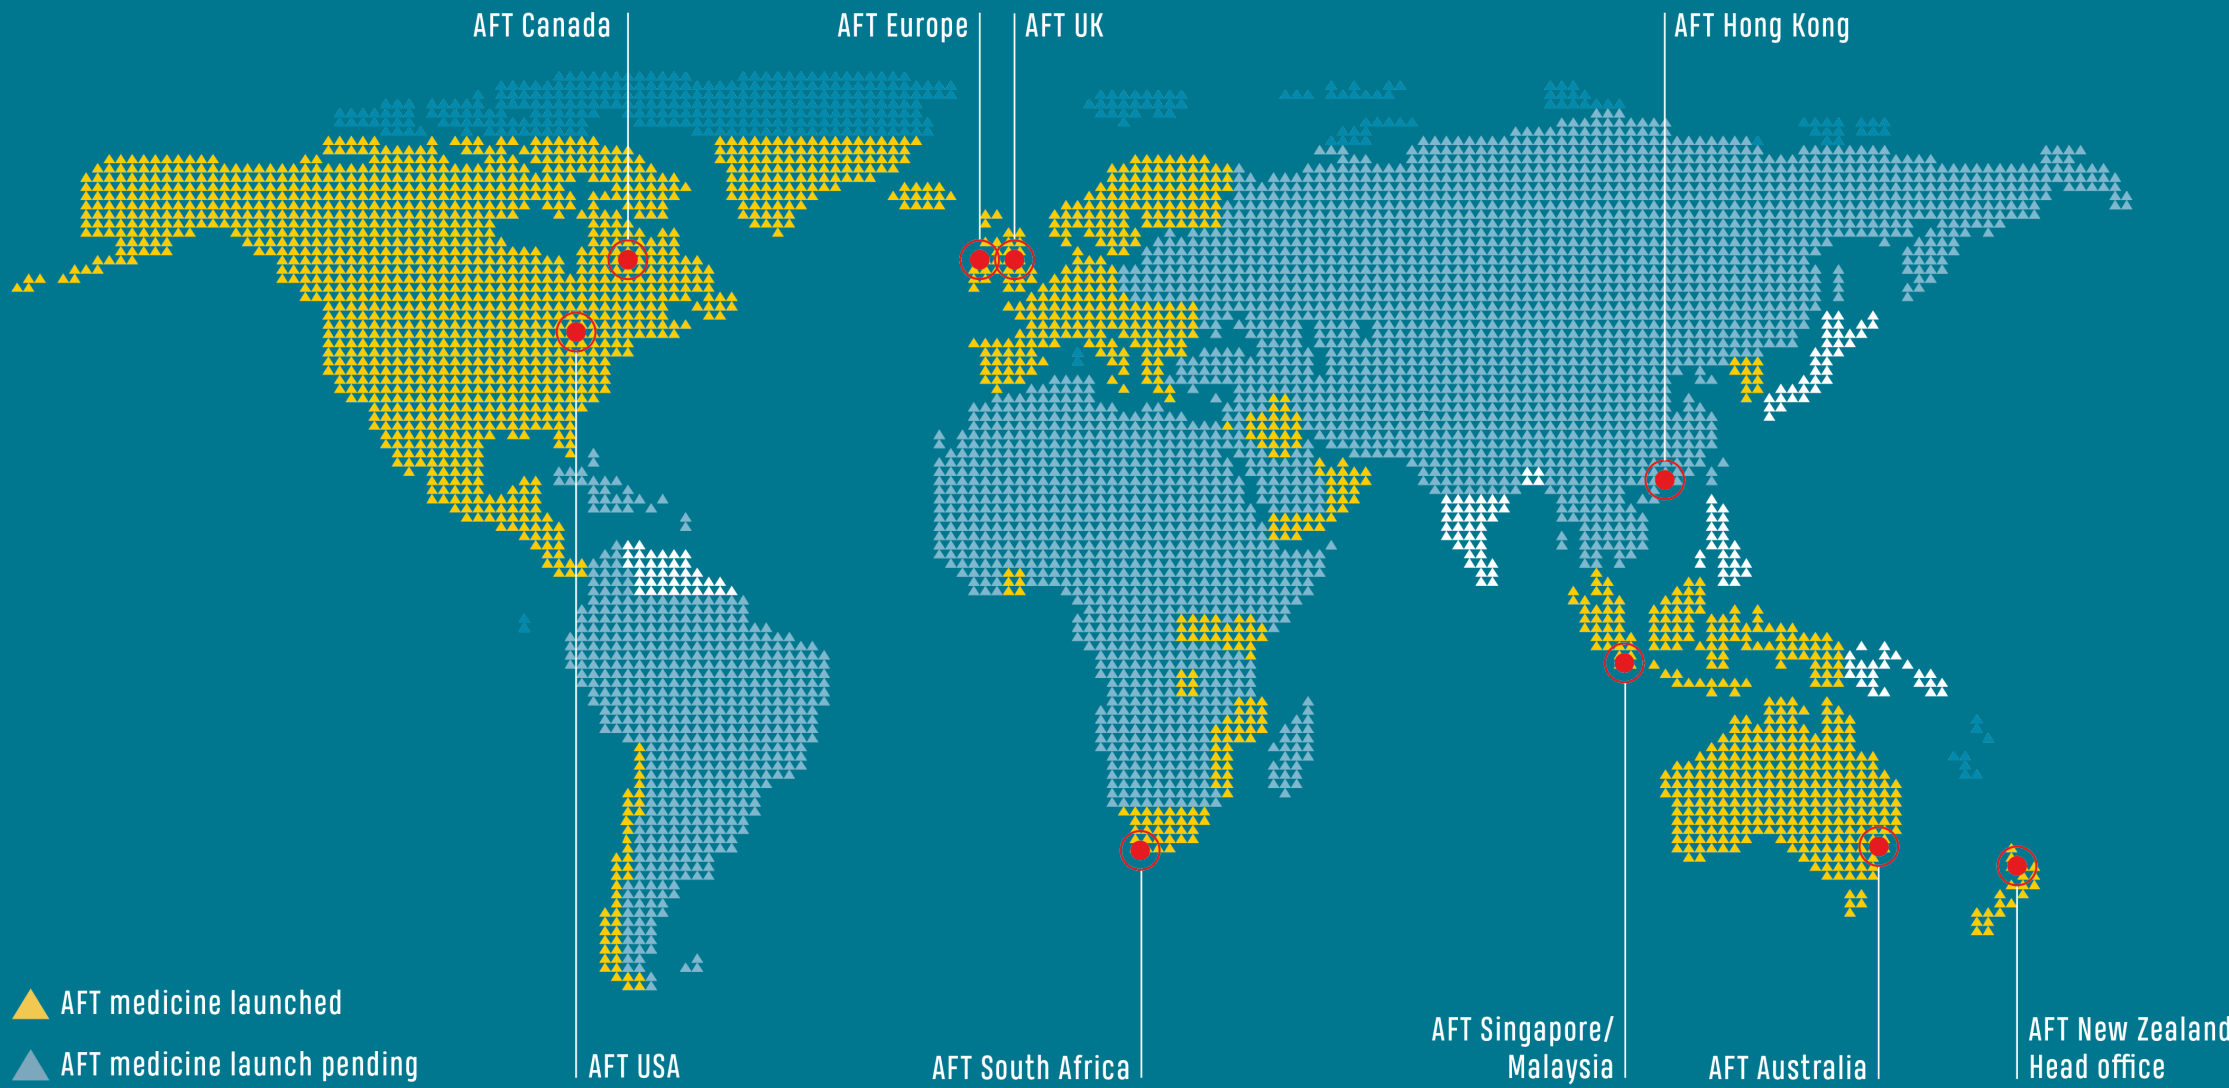 AFT Canada
AFT Europe
AFT UK
AFT Hong Kong
AFT medicine launched
AFT medicine launch pending
AFT USA
AFT South Africa
AFT Singapore/
Malaysia
AFT Australia
AFT New Zealand
Head office